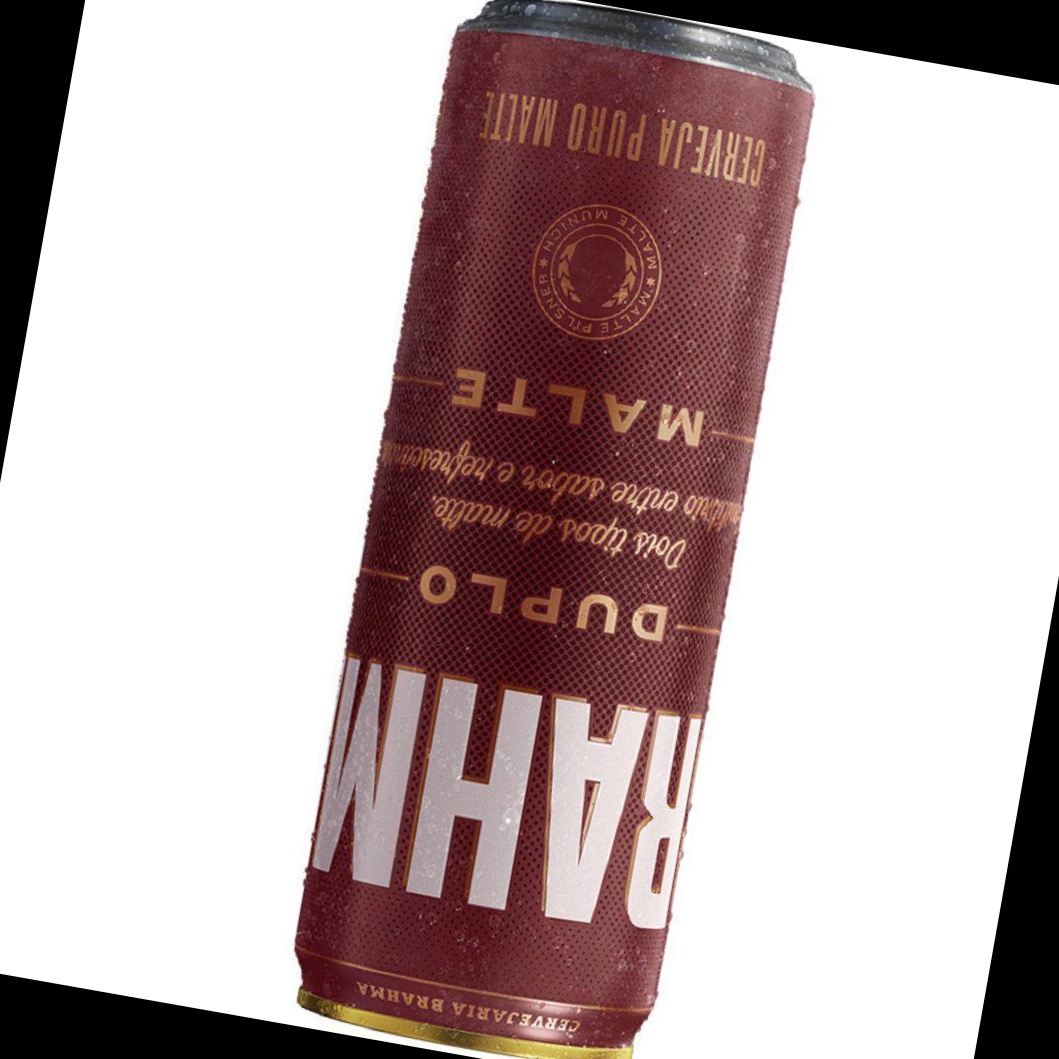 CERVEJARIA BRAHMA
RAHM
DUPLO
Dois tipos de malte,
entre sabor e
MALTE
MALTE PILSNER ★ MALTE MUNICH ★
CERVEJA PURO MALTE